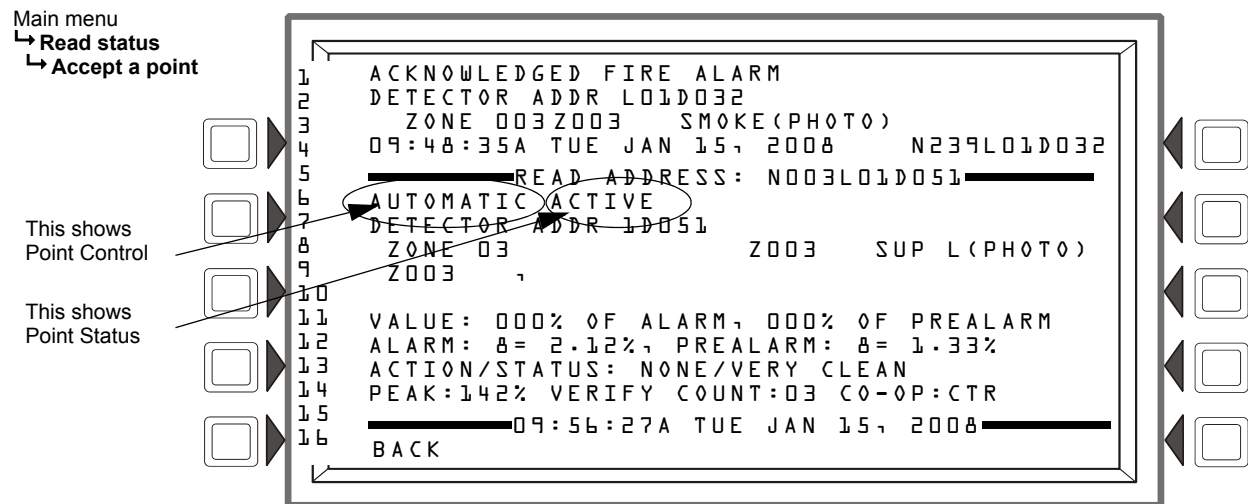 Main menu
Read status
Accept a point
1 ACKNOWLEDGED FIRE ALARM
2 DETECTOR ADDR L01D032
3 ZONE 003Z003 SMOKE(PHOTO)
4 09:48:35A TUE JAN 15, 2008 N239L01D032
5 READ ADDRESS: N003L01D051
6 AUTOMATIC ACTIVE
7 DETECTOR ADDR 1D051
8 ZONE 03 Z003 SUP L(PHOTO)
9 Z003 ,
10
11 VALUE: 000% OF ALARM, 000% OF PREALARM
12 ALARM: 8= 2.12%, PREALARM: 8= 1.33%
13 ACTION/STATUS: NONE/VERY CLEAN
14 PEAK:142% VERIFY COUNT:03 CO-OP:CTR
15 09:56:27A TUE JAN 15, 2008
16 BACK
This shows
Point Control
This shows
Point Status